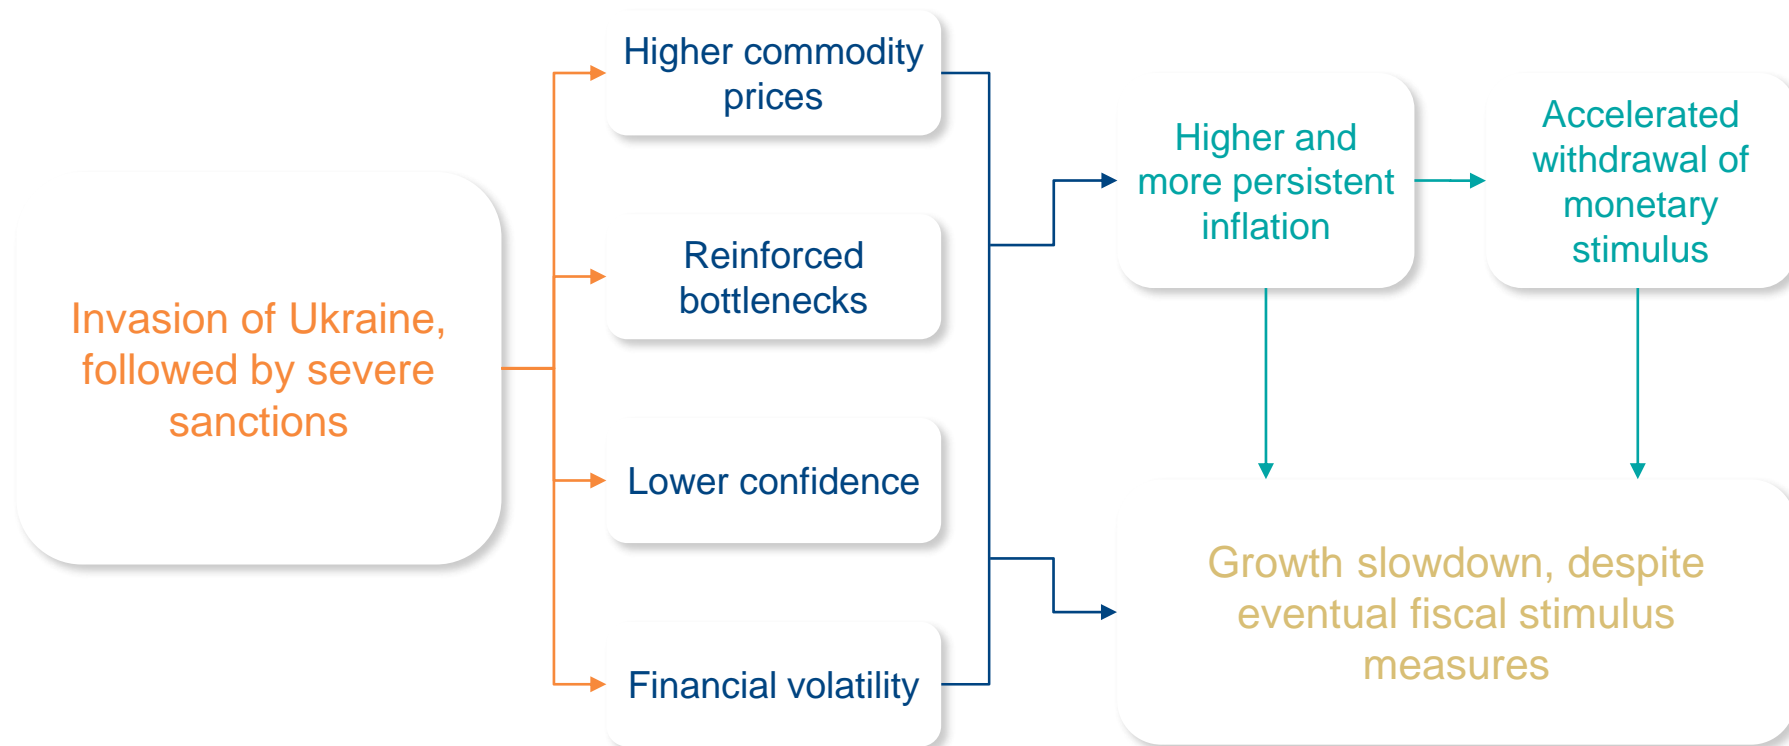 Invasion of Ukraine,
followed by severe
sanctions
Higher commodity
prices
Reinforced
bottlenecks
Lower confidence
Financial volatility
Higher and
more persistent
inflation
Accelerated
withdrawal of
monetary
stimulus
Growth slowdown, despite
eventual fiscal stimulus
measures